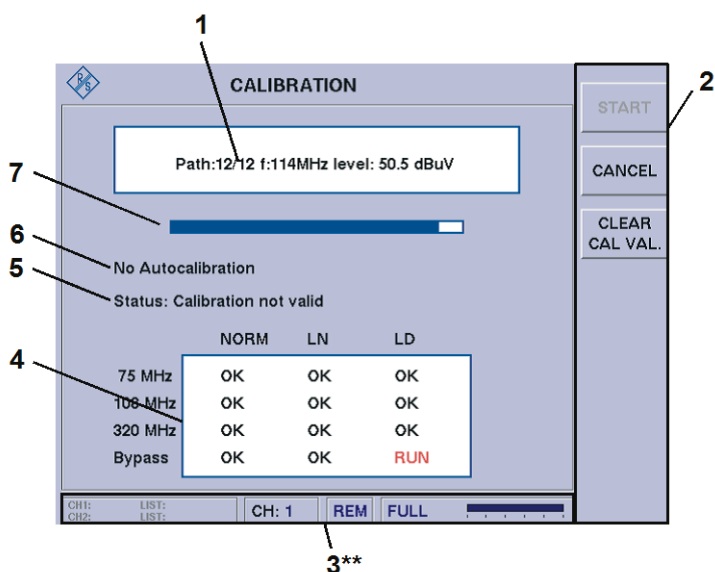 1
R/S
CALIBRATION
2
START
Path:12/12 f:114MHz level: 50.5 dBuV
CANCEL
7
CLEAR
CAL VAL.
6
No Autocalibration
5
Status: Calibration not valid
NORM LN LD
4
75 MHz OK OK OK
108 MHz OK OK OK
320 MHz OK OK OK
Bypass OK OK RUN
CH1: LIST:
CH2: LIST:
CH: 1 REM FULL
3**